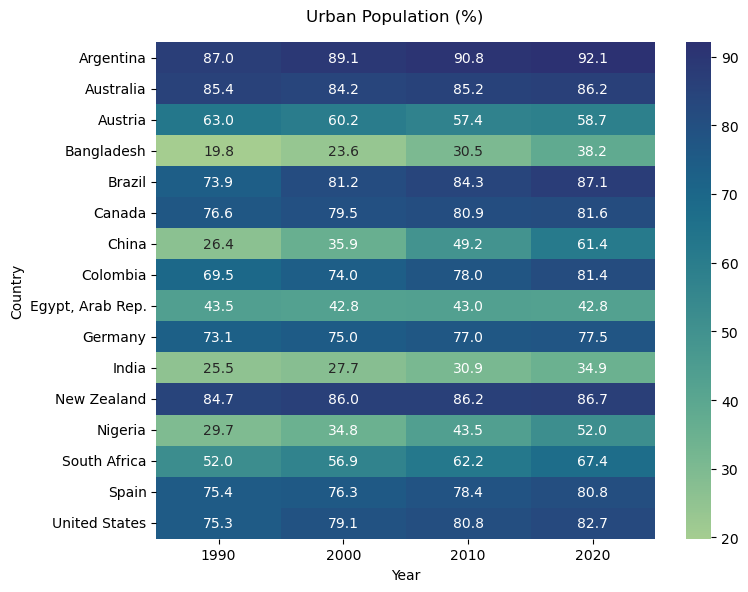 Urban Population (%)
Argentina 87.0 89.1 90.8 92.1
Australia 85.4 84.2 85.2 86.2
Austria 63.0 60.2 57.4 58.7
Bangladesh 19.8 23.6 30.5 38.2
Brazil 73.9 81.2 84.3 87.1
Canada 76.6 79.5 80.9 81.6
China 26.4 35.9 49.2 61.4
Colombia 69.5 74.0 78.0 81.4
Egypt, Arab Rep. 43.5 42.8 43.0 42.8
Germany 73.1 75.0 77.0 77.5
India 25.5 27.7 30.9 34.9
New Zealand 84.7 86.0 86.2 86.7
Nigeria 29.7 34.8 43.5 52.0
South Africa 52.0 56.9 62.2 67.4
Spain 75.4 76.3 78.4 80.8
United States 75.3 79.1 80.8 82.7
1990 2000 2010 2020
Year
Country
90
80
70
60
50
40
30
20